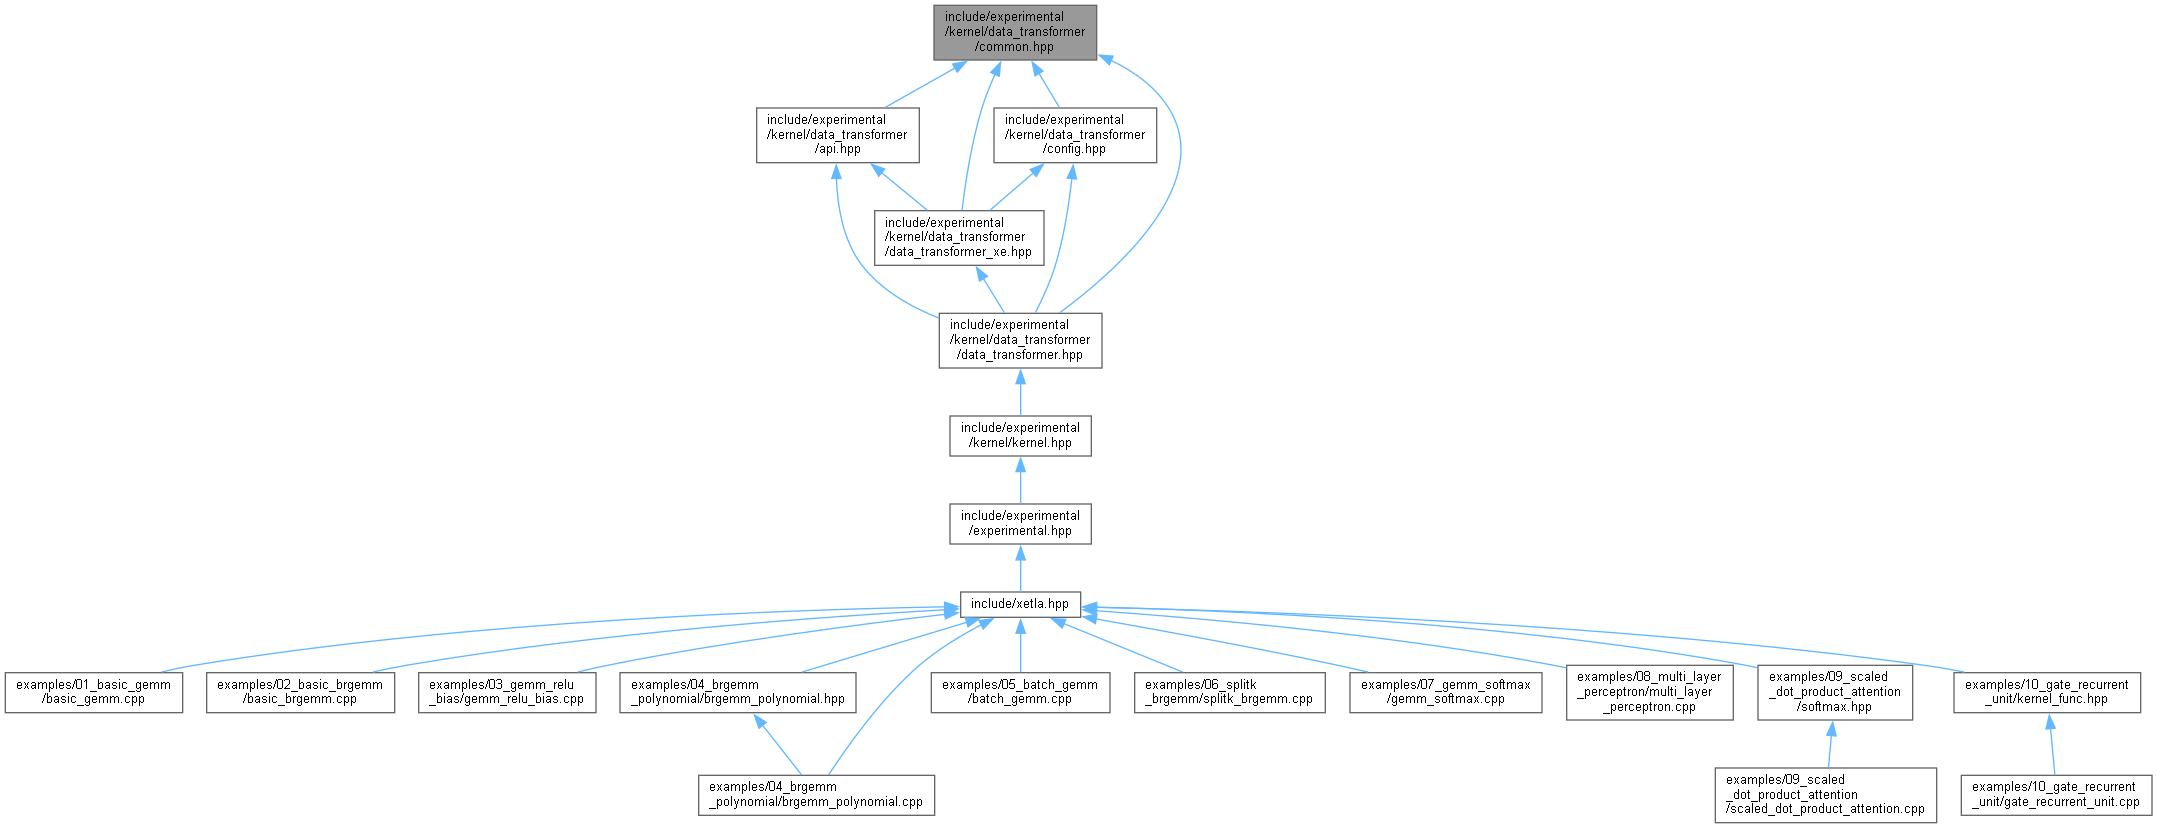 include/experimental
/kernel/data_transformer
/common.hpp
include/experimental
/kernel/data_transformer
/api.hpp
include/experimental
/kernel/data_transformer
/config.hpp
include/experimental
/kernel/data_transformer
/data_transformer_xe.hpp
include/experimental
/kernel/data_transformer
/data_transformer.hpp
include/experimental
/kernel/kernel.hpp
include/experimental
/experimental.hpp
include/xetla.hpp
examples/01_basic_gemm
/basic_gemm.cpp
examples/02_basic_brgemm
/basic_brgemm.cpp
examples/03_gemm_relu
_bias/gemm_relu_bias.cpp
examples/04_brgemm
_polynomial/brgemm_polynomial.hpp
examples/05_batch_gemm
/batch_gemm.cpp
examples/06_splitk
_brgemm/splitk_brgemm.cpp
examples/07_gemm_softmax
/gemm_softmax.cpp
examples/08_multi_layer
_perceptron/multi_layer
_perceptron.cpp
examples/09_scaled
_dot_product_attention
/softmax.hpp
examples/10_gate_recurrent
_unit/kernel_func.hpp
examples/04_brgemm
_polynomial/brgemm_polynomial.cpp
examples/09_scaled
_dot_product_attention
/scaled_dot_product_attention.cpp
examples/10_gate_recurrent
_unit/gate_recurrent_unit.cpp